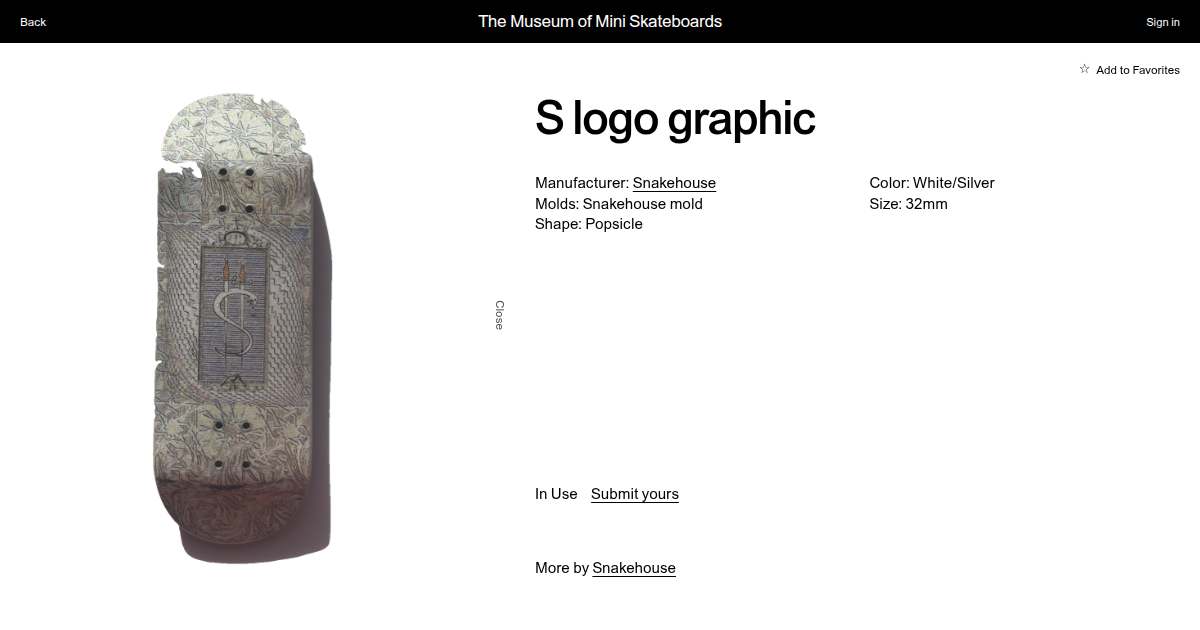 Back
The Museum of Mini Skateboards
Sign in
☆ Add to Favorites
S logo graphic
Manufacturer: Snakehouse
Molds: Snakehouse mold
Shape: Popsicle
Color: White/Silver
Size: 32mm
Close
In Use Submit yours
More by Snakehouse
S